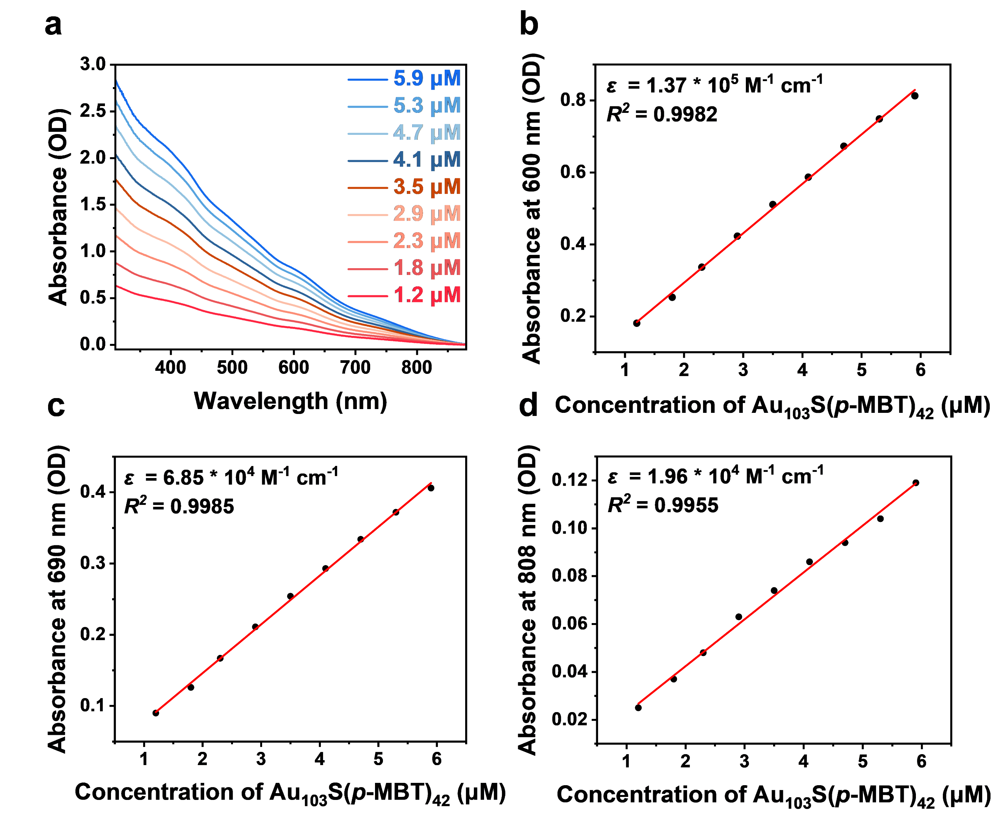 a
Absorbance (OD)
3.0
2.5
2.0
1.5
1.0
0.5
0.0
400 500 600 700 800
Wavelength (nm)
5.9 µM
5.3 µM
4.7 µM
4.1 µM
3.5 µM
2.9 µM
2.3 µM
1.8 µM
1.2 µM
b
Absorbance at 600 nm (OD)
ε = 1.37 * 10⁵ M⁻¹ cm⁻¹
R² = 0.9982
0.8
0.6
0.4
0.2
1 2 3 4 5 6
Concentration of Au₁₀₃S(p-MBT)₄₂ (µM)
c
Absorbance at 690 nm (OD)
ε = 6.85 * 10⁴ M⁻¹ cm⁻¹
R² = 0.9985
0.4
0.3
0.2
0.1
1 2 3 4 5 6
Concentration of Au₁₀₃S(p-MBT)₄₂ (µM)
d
Absorbance at 808 nm (OD)
ε = 1.96 * 10⁴ M⁻¹ cm⁻¹
R² = 0.9955
0.12
0.10
0.08
0.06
0.04
0.02
1 2 3 4 5 6
Concentration of Au₁₀₃S(p-MBT)₄₂ (µM)